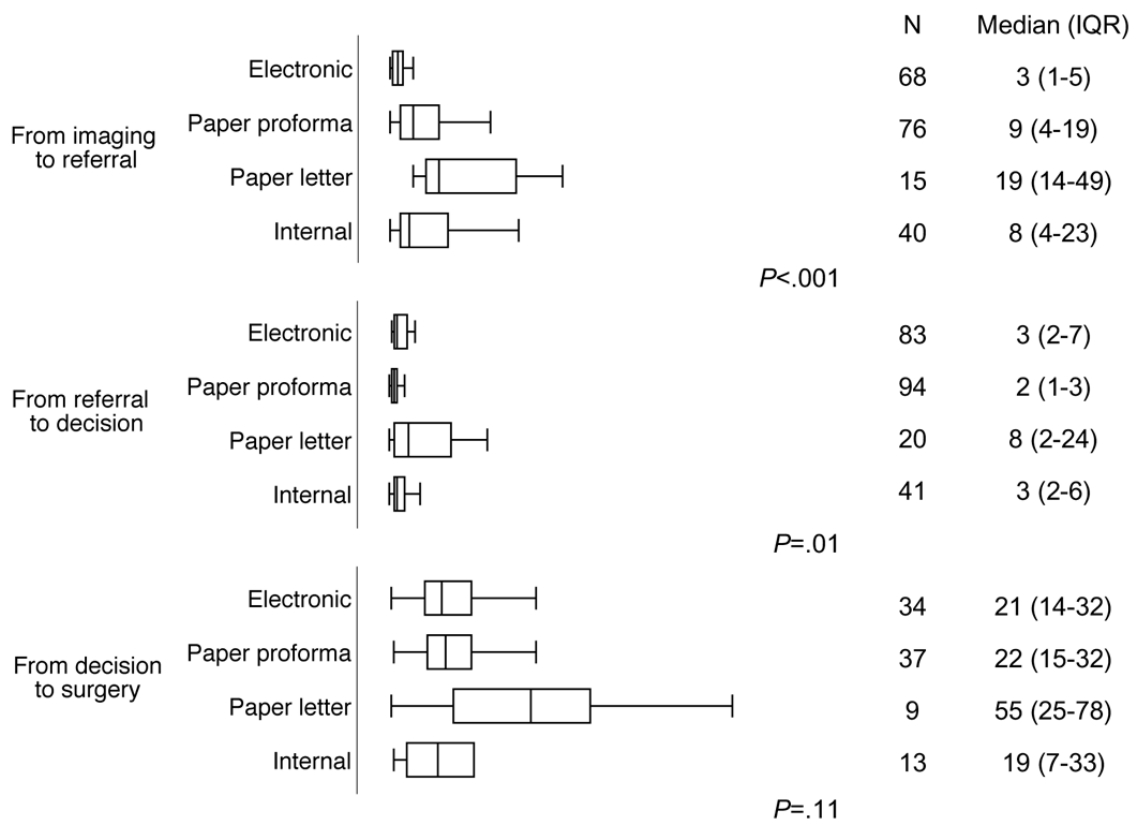 N Median (IQR)
Electronic 68 3 (1-5)
Paper proforma 76 9 (4-19)
From imaging
to referral
Paper letter 15 19 (14-49)
Internal 40 8 (4-23)
P<.001
Electronic 83 3 (2-7)
Paper proforma 94 2 (1-3)
From referral
to decision
Paper letter 20 8 (2-24)
Internal 41 3 (2-6)
P=.01
Electronic 34 21 (14-32)
Paper proforma 37 22 (15-32)
From decision
to surgery
Paper letter 9 55 (25-78)
Internal 13 19 (7-33)
P=.11